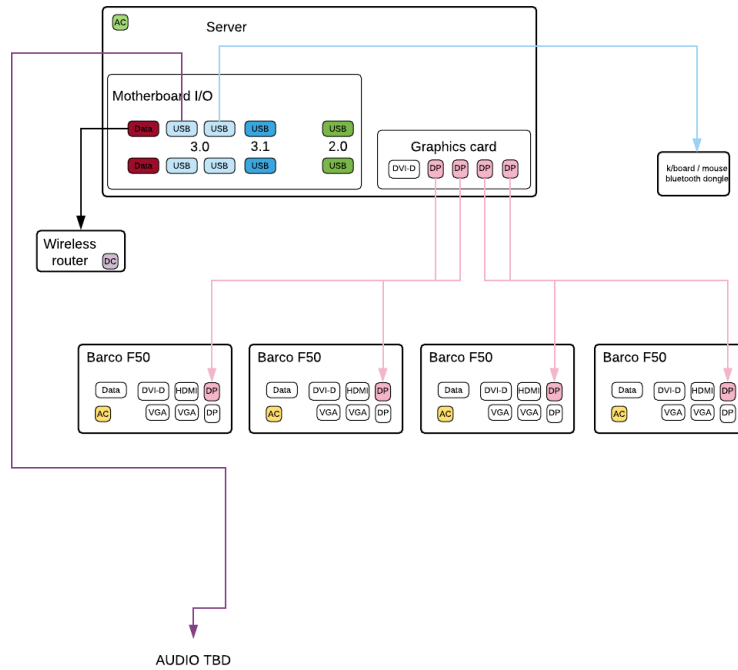 AC
Server
Motherboard I/O
Data USB USB USB USB
3.0 3.1 2.0
Data USB USB USB USB
Graphics card
DVI-D DP DP DP DP
k/board / mouse
bluetooth dongle
Wireless
router DC
Barco F50
Data DVI-D HDMI DP
AC VGA VGA DP
Barco F50
Data DVI-D HDMI DP
AC VGA VGA DP
Barco F50
Data DVI-D HDMI DP
AC VGA VGA DP
Barco F50
Data DVI-D HDMI DP
AC VGA VGA DP
AUDIO TBD